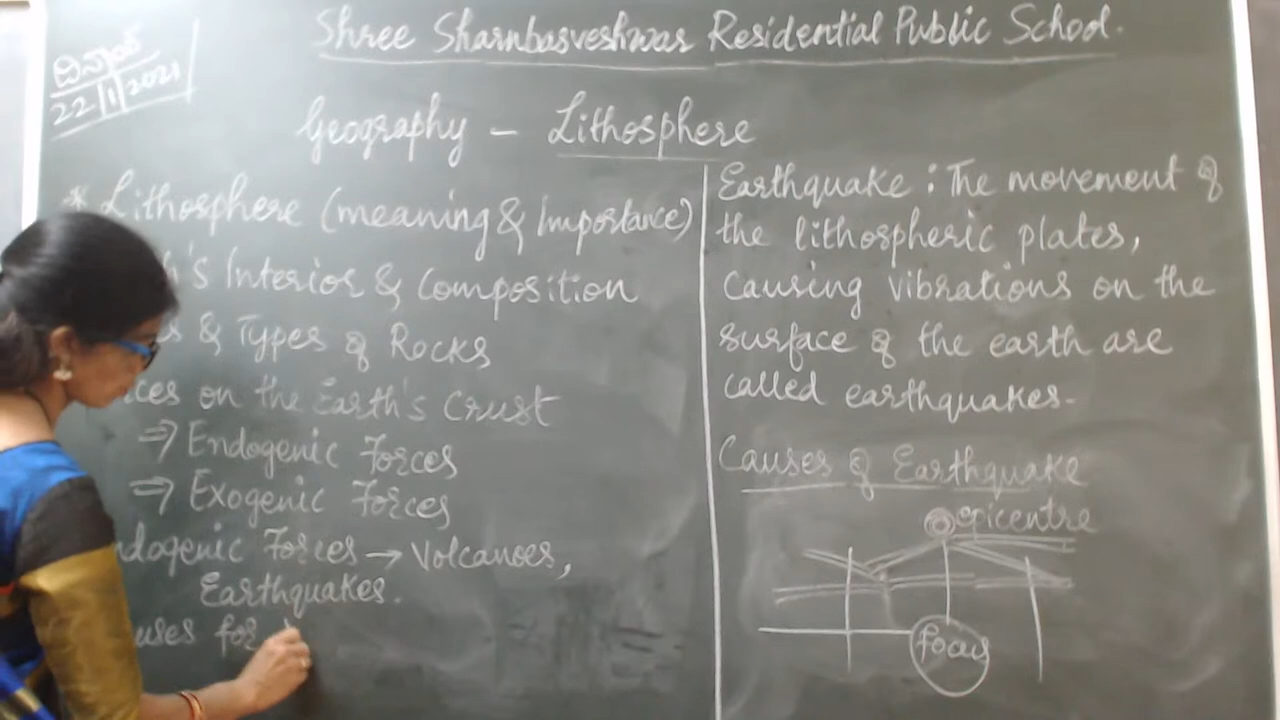 Shree Sharnbasveshwar Residential Public School.
ದಿನಾಂಕ
22/1/2021
Geography - Lithosphere
* Lithosphere (meaning & Importance)
's Interior & Composition
& Types of Rocks
ces on the Earth's Crust
⇒ Endogenic Forces
⇒ Exogenic Forces
ndogenic Forces → Volcanoes,
Earthquakes.
uses for
Earthquake : The movement of
the lithospheric plates,
causing vibrations on the
surface of the earth are
called earthquakes.
Causes of Earthquake
epicentre
focus